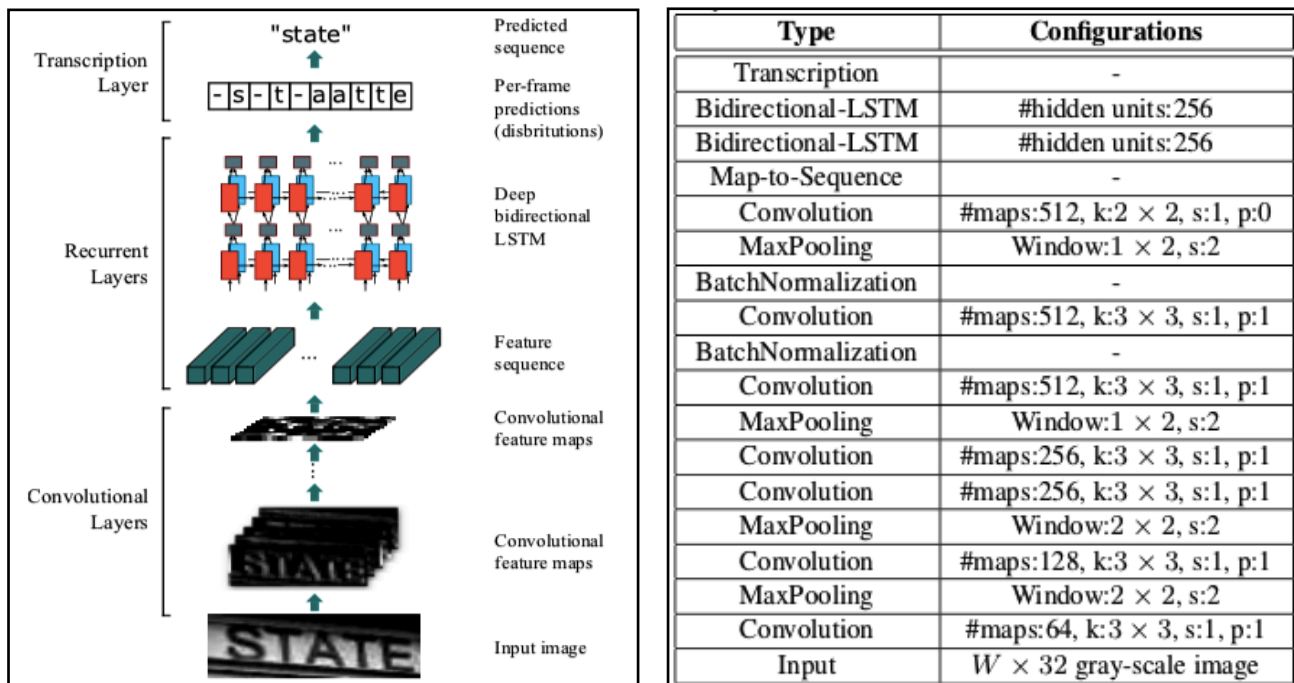 "state"
Predicted
sequence
Transcription
Layer
- s - t - a a t t e
Per-frame
predictions
(disbritutions)
Deep
bidirectional
LSTM
Recurrent
Layers
Feature
sequence
Convolutional
feature maps
Convolutional
Layers
STATE
Convolutional
feature maps
STATE
Input image
Type Configurations
Transcription -
Bidirectional-LSTM #hidden units:256
Bidirectional-LSTM #hidden units:256
Map-to-Sequence -
Convolution #maps:512, k:2 × 2, s:1, p:0
MaxPooling Window:1 × 2, s:2
BatchNormalization -
Convolution #maps:512, k:3 × 3, s:1, p:1
BatchNormalization -
Convolution #maps:512, k:3 × 3, s:1, p:1
MaxPooling Window:1 × 2, s:2
Convolution #maps:256, k:3 × 3, s:1, p:1
Convolution #maps:256, k:3 × 3, s:1, p:1
MaxPooling Window:2 × 2, s:2
Convolution #maps:128, k:3 × 3, s:1, p:1
MaxPooling Window:2 × 2, s:2
Convolution #maps:64, k:3 × 3, s:1, p:1
Input W × 32 gray-scale image